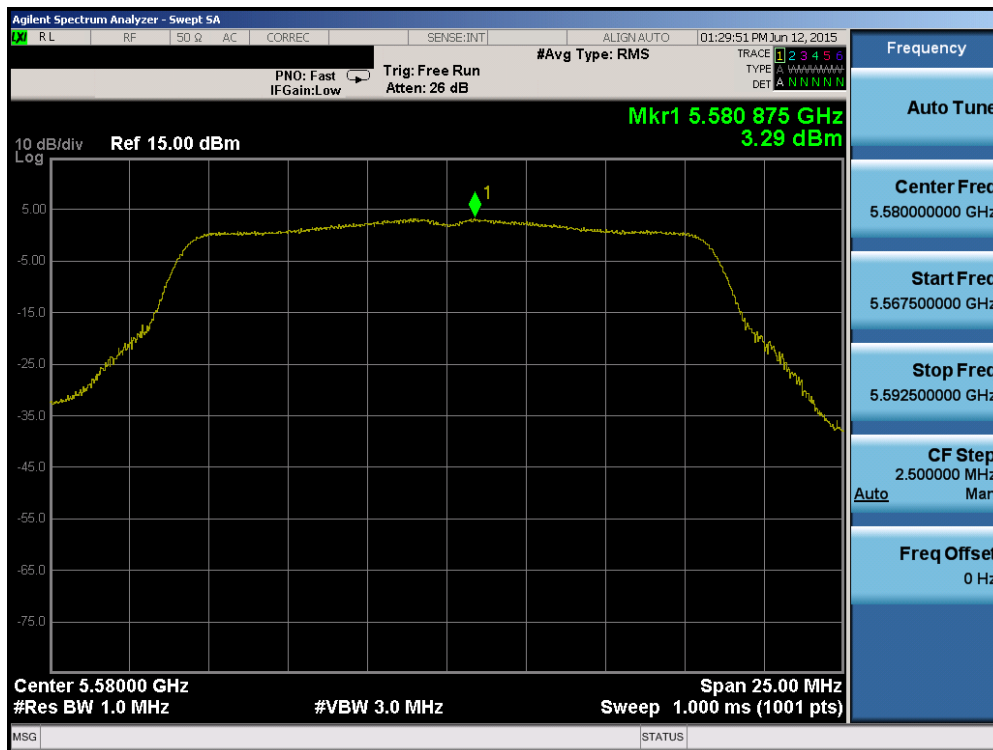 Agilent Spectrum Analyzer - Swept SA
LXI RL RF 50 Ω AC CORREC SENSE:INT ALIGN AUTO 01:29:51 PM Jun 12, 2015
#Avg Type: RMS TRACE 1 2 3 4 5 6
PNO: Fast Trig: Free Run TYPE A WWWWWW
IFGain:Low Atten: 26 dB DET A N N N N N
Frequency
Auto Tune
Mkr1 5.580 875 GHz
3.29 dBm
10 dB/div Ref 15.00 dBm
Log
1
5.00
-5.00
-15.0
-25.0
-35.0
-45.0
-55.0
-65.0
-75.0
Center Freq
5.580000000 GHz
Start Freq
5.567500000 GHz
Stop Freq
5.592500000 GHz
CF Step
2.500000 MHz
Auto Man
Freq Offset
0 Hz
Center 5.58000 GHz Span 25.00 MHz
#Res BW 1.0 MHz #VBW 3.0 MHz Sweep 1.000 ms (1001 pts)
MSG STATUS